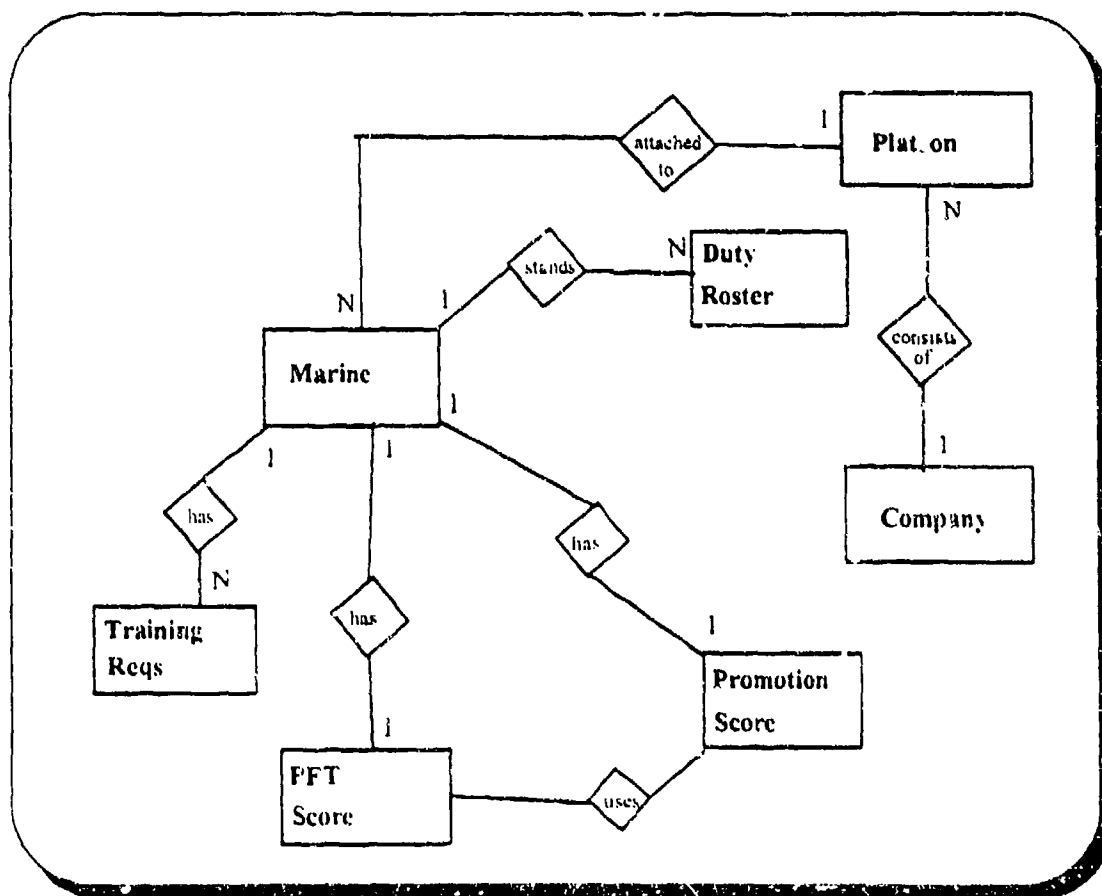 attached
to
1
Plat on
N
stands
N
Duty
Roster
1
N
consists
of
Marine
1
1
1
1
Company
has
has
N
Training
Reqs
has
1
1
Promotion
Score
PFT
Score
uses